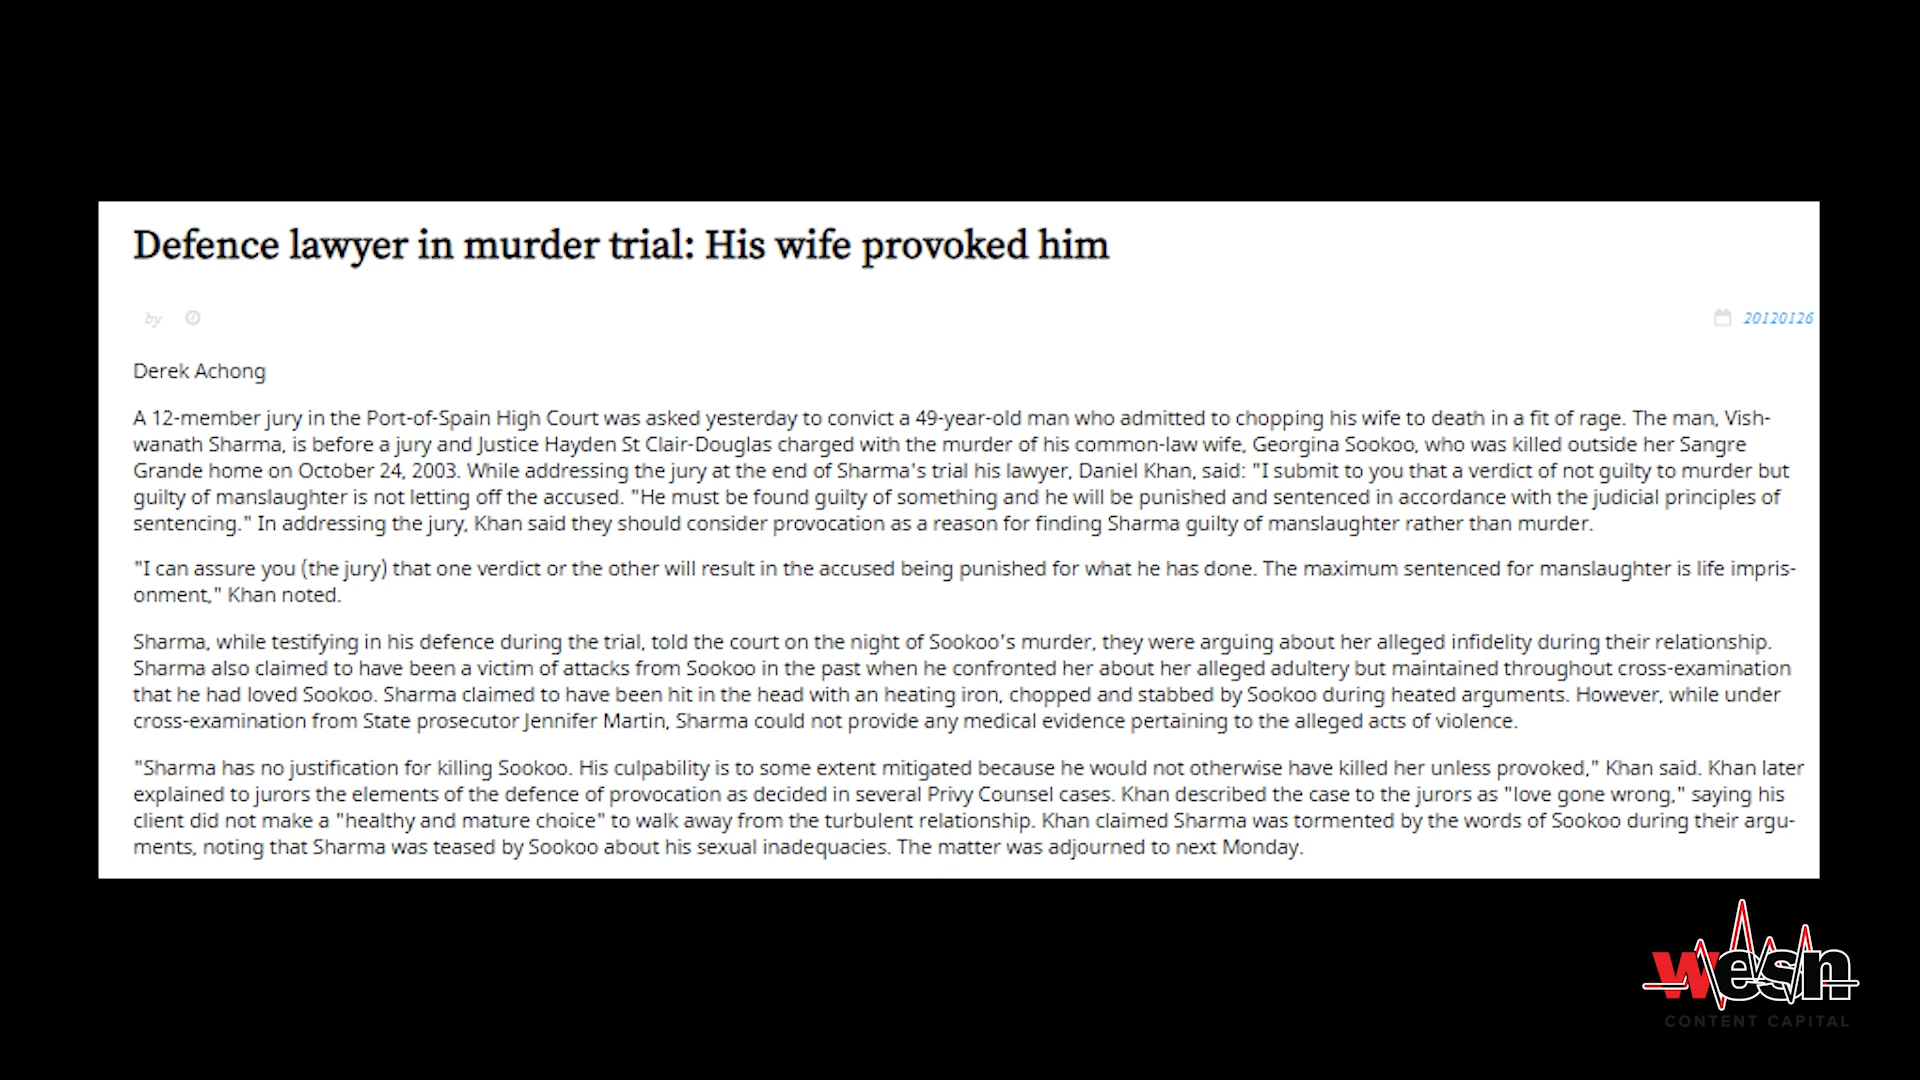 Defence lawyer in murder trial: His wife provoked him
by
20120126
Derek Achong
A 12-member jury in the Port-of-Spain High Court was asked yesterday to convict a 49-year-old man who admitted to chopping his wife to death in a fit of rage. The man, Vish-
wanath Sharma, is before a jury and Justice Hayden St Clair-Douglas charged with the murder of his common-law wife, Georgina Sookoo, who was killed outside her Sangre
Grande home on October 24, 2003. While addressing the jury at the end of Sharma's trial his lawyer, Daniel Khan, said: "I submit to you that a verdict of not guilty to murder but
guilty of manslaughter is not letting off the accused. "He must be found guilty of something and he will be punished and sentenced in accordance with the judicial principles of
sentencing." In addressing the jury, Khan said they should consider provocation as a reason for finding Sharma guilty of manslaughter rather than murder.
"I can assure you (the jury) that one verdict or the other will result in the accused being punished for what he has done. The maximum sentenced for manslaughter is life impris-
onment," Khan noted.
Sharma, while testifying in his defence during the trial, told the court on the night of Sookoo's murder, they were arguing about her alleged infidelity during their relationship.
Sharma also claimed to have been a victim of attacks from Sookoo in the past when he confronted her about her alleged adultery but maintained throughout cross-examination
that he had loved Sookoo. Sharma claimed to have been hit in the head with an heating iron, chopped and stabbed by Sookoo during heated arguments. However, while under
cross-examination from State prosecutor Jennifer Martin, Sharma could not provide any medical evidence pertaining to the alleged acts of violence.
"Sharma has no justification for killing Sookoo. His culpability is to some extent mitigated because he would not otherwise have killed her unless provoked," Khan said. Khan later
explained to jurors the elements of the defence of provocation as decided in several Privy Counsel cases. Khan described the case to the jurors as "love gone wrong," saying his
client did not make a "healthy and mature choice" to walk away from the turbulent relationship. Khan claimed Sharma was tormented by the words of Sookoo during their argu-
ments, noting that Sharma was teased by Sookoo about his sexual inadequacies. The matter was adjourned to next Monday.
wesn
CONTENT CAPITAL